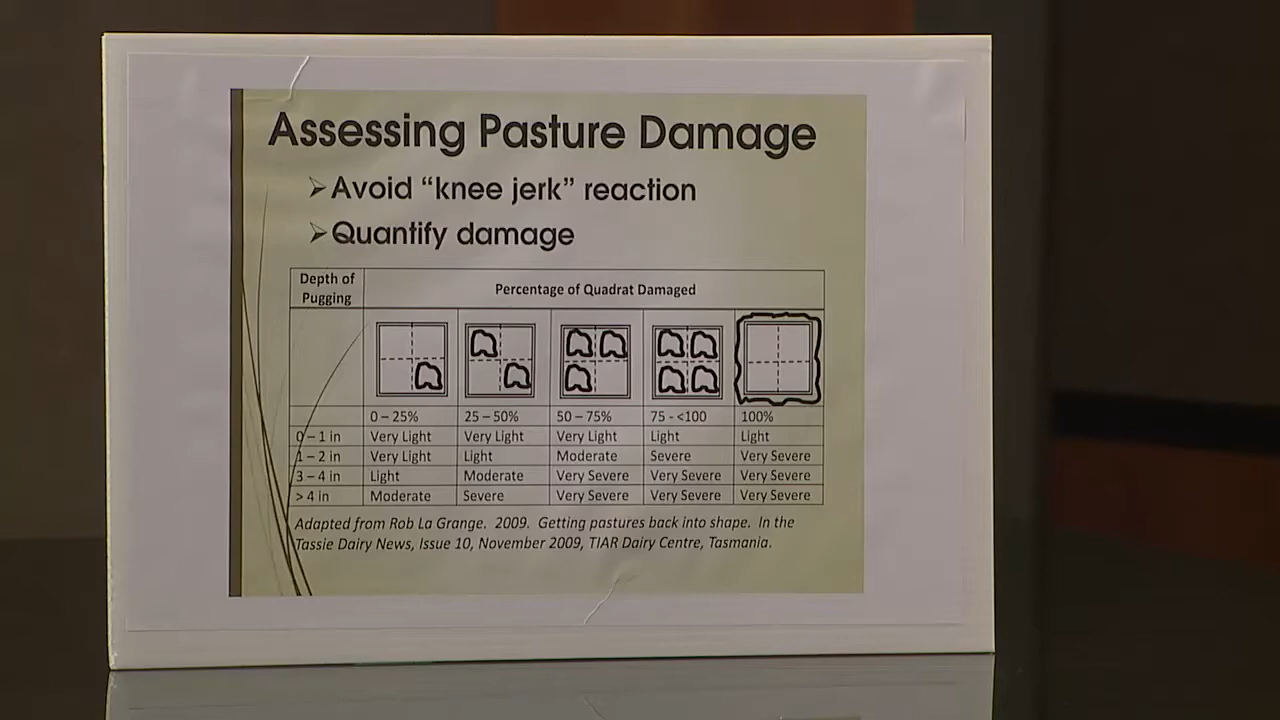 Assessing Pasture Damage
➢ Avoid “knee jerk” reaction
➢ Quantify damage
Depth of Pugging Percentage of Quadrat Damaged
0 – 25% 25 – 50% 50 – 75% 75 - <100 100%
0 – 1 in Very Light Very Light Very Light Light Light
1 – 2 in Very Light Light Moderate Severe Very Severe
3 – 4 in Light Moderate Very Severe Very Severe Very Severe
> 4 in Moderate Severe Very Severe Very Severe Very Severe
Adapted from Rob La Grange. 2009. Getting pastures back into shape. In the
Tassie Dairy News, Issue 10, November 2009, TIAR Dairy Centre, Tasmania.